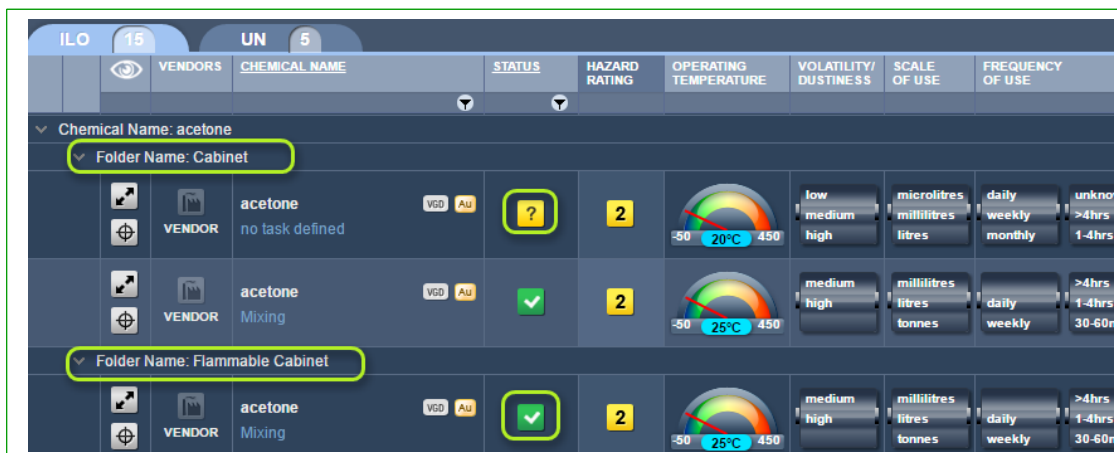 ILO 15 UN 5
VENDORS CHEMICAL NAME STATUS HAZARD RATING OPERATING TEMPERATURE VOLATILITY/ DUSTINESS SCALE OF USE FREQUENCY OF USE
Chemical Name: acetone
Folder Name: Cabinet
VENDOR
acetone
no task defined
VGD Au
?
2
-50 20°C 450
low
medium
high
microlitres
millilitres
litres
daily
weekly
monthly
unkno
>4hrs
1-4hrs
VENDOR
acetone
Mixing
VGD Au
2
-50 25°C 450
medium
high
millilitres
litres
tonnes
daily
weekly
>4hrs
1-4hrs
30-60m
Folder Name: Flammable Cabinet
VENDOR
acetone
Mixing
VGD Au
2
-50 25°C 450
medium
high
millilitres
litres
tonnes
daily
weekly
>4hrs
1-4hrs
30-60m